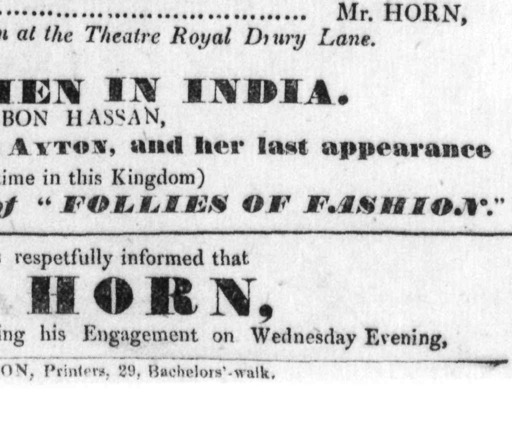 Mr. HORN,
n at the Theatre Royal Drury Lane.
IEN IN INDIA.
BON HASSAN,
AYTON, and her last appearance
ime in this Kingdom)
of "FOLLIES OF FASHION."
respetfully informed that
HORN,
ing his Engagement on Wednesday Evening,
ON, Printers, 29, Bachelors'-walk.